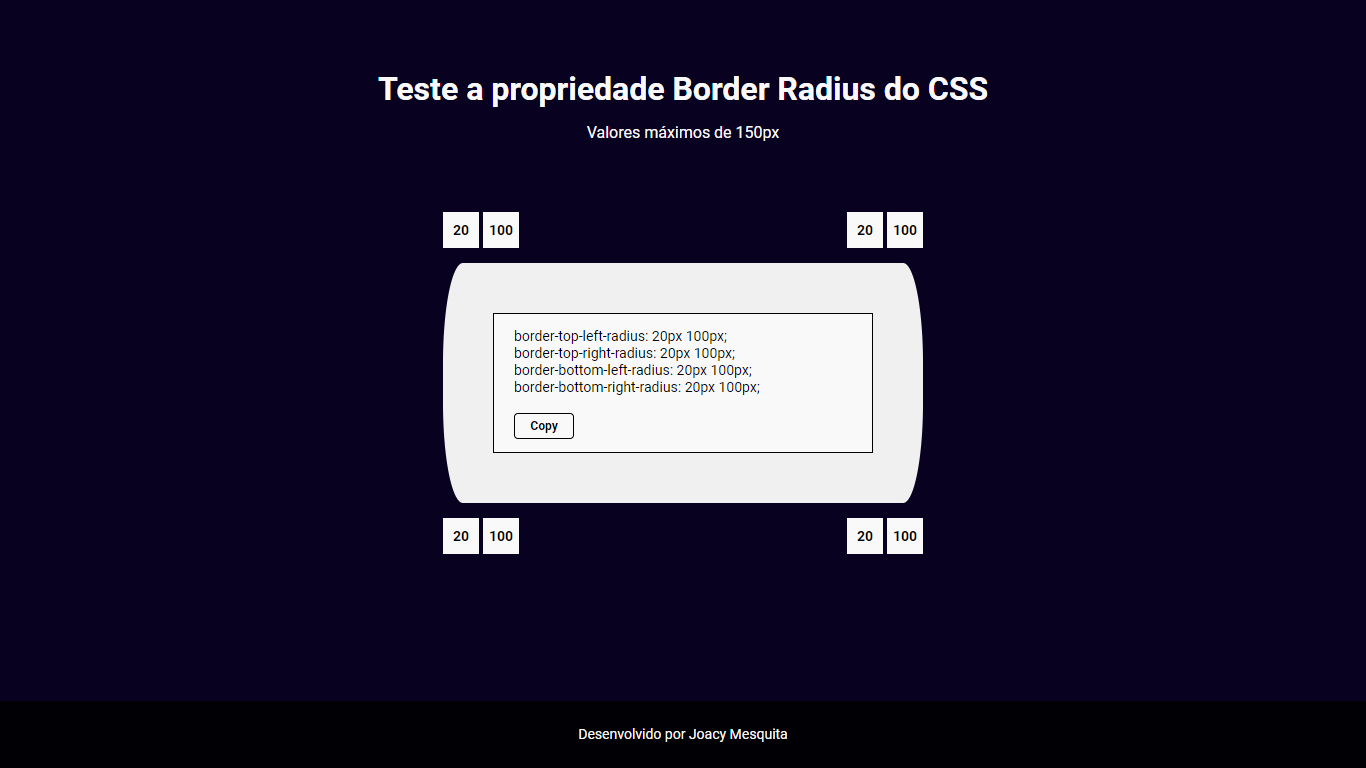 Teste a propriedade Border Radius do CSS
Valores máximos de 150px
20 100 20 100
border-top-left-radius: 20px 100px;
border-top-right-radius: 20px 100px;
border-bottom-left-radius: 20px 100px;
border-bottom-right-radius: 20px 100px;
Copy
20 100 20 100
Desenvolvido por Joacy Mesquita